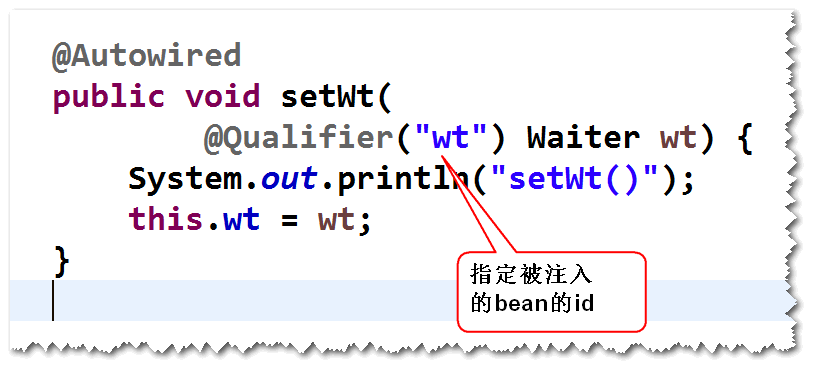 @Autowired
public void setWt(
@Qualifier("wt") Waiter wt) {
System.out.println("setWt()");
this.wt = wt;
}
指定被注入
的bean的id